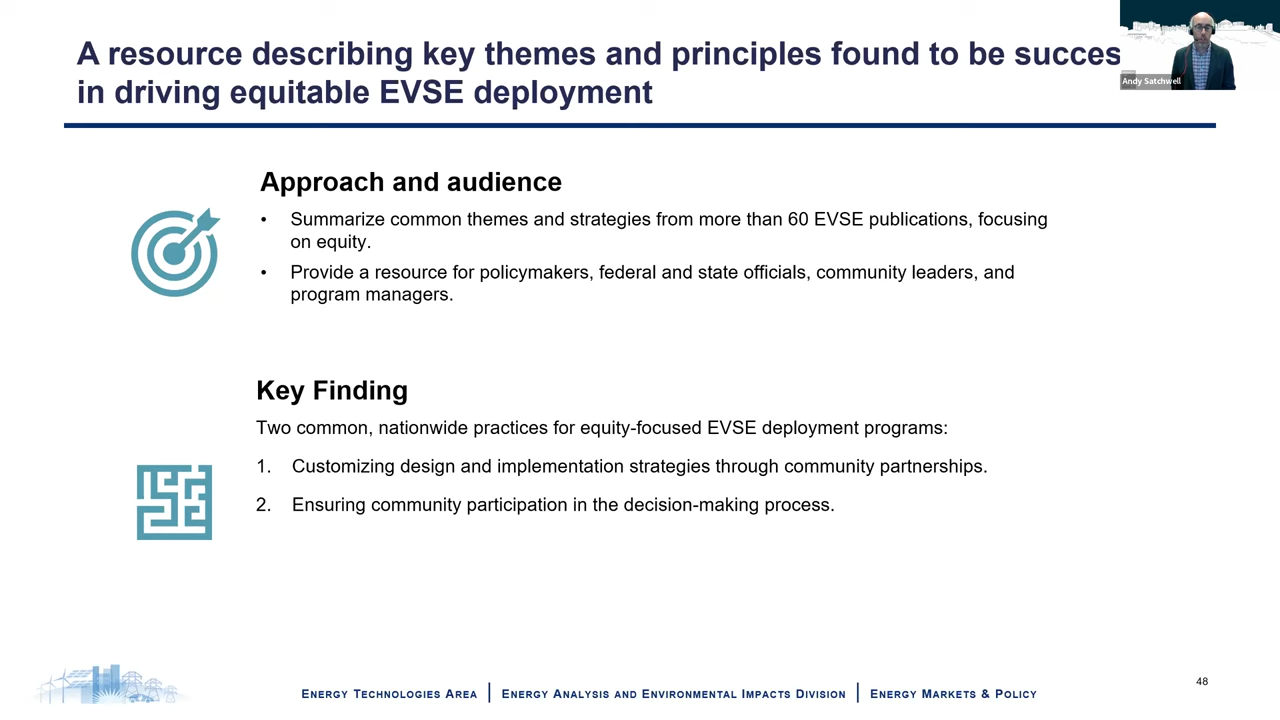 A resource describing key themes and principles found to be succes
in driving equitable EVSE deployment
Andy Satchwell
Approach and audience
• Summarize common themes and strategies from more than 60 EVSE publications, focusing
on equity.
• Provide a resource for policymakers, federal and state officials, community leaders, and
program managers.
Key Finding
Two common, nationwide practices for equity-focused EVSE deployment programs:
1. Customizing design and implementation strategies through community partnerships.
2. Ensuring community participation in the decision-making process.
48
ENERGY TECHNOLOGIES AREA | ENERGY ANALYSIS AND ENVIRONMENTAL IMPACTS DIVISION | ENERGY MARKETS & POLICY